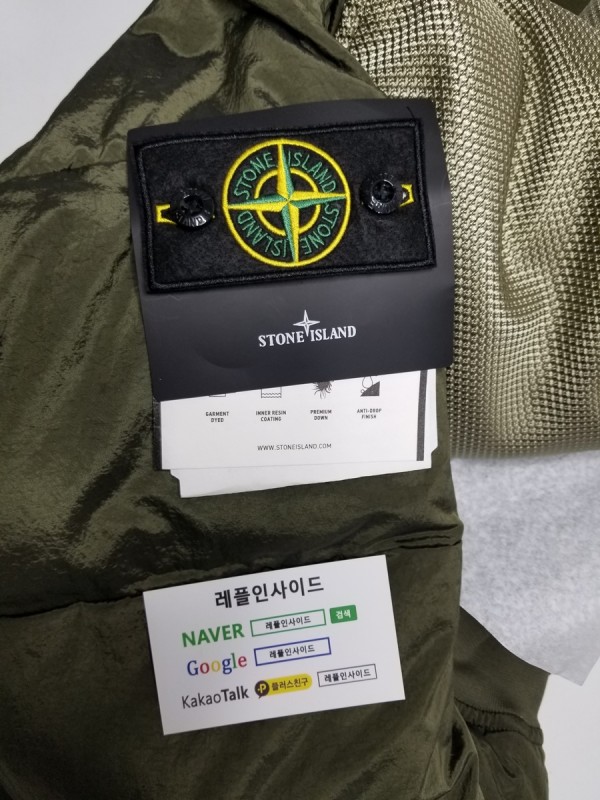 STONE ISLAND STONE ISLAND
STONE ISLAND
GARMENT DYED
INNER RESIN COATING
PREMIUM DOWN
ANTI-DROP FINISH
WWW.STONEISLAND.COM
레플인사이드
NAVER 레플인사이드 검색
Google 레플인사이드
KakaoTalk P 플러스친구 레플인사이드